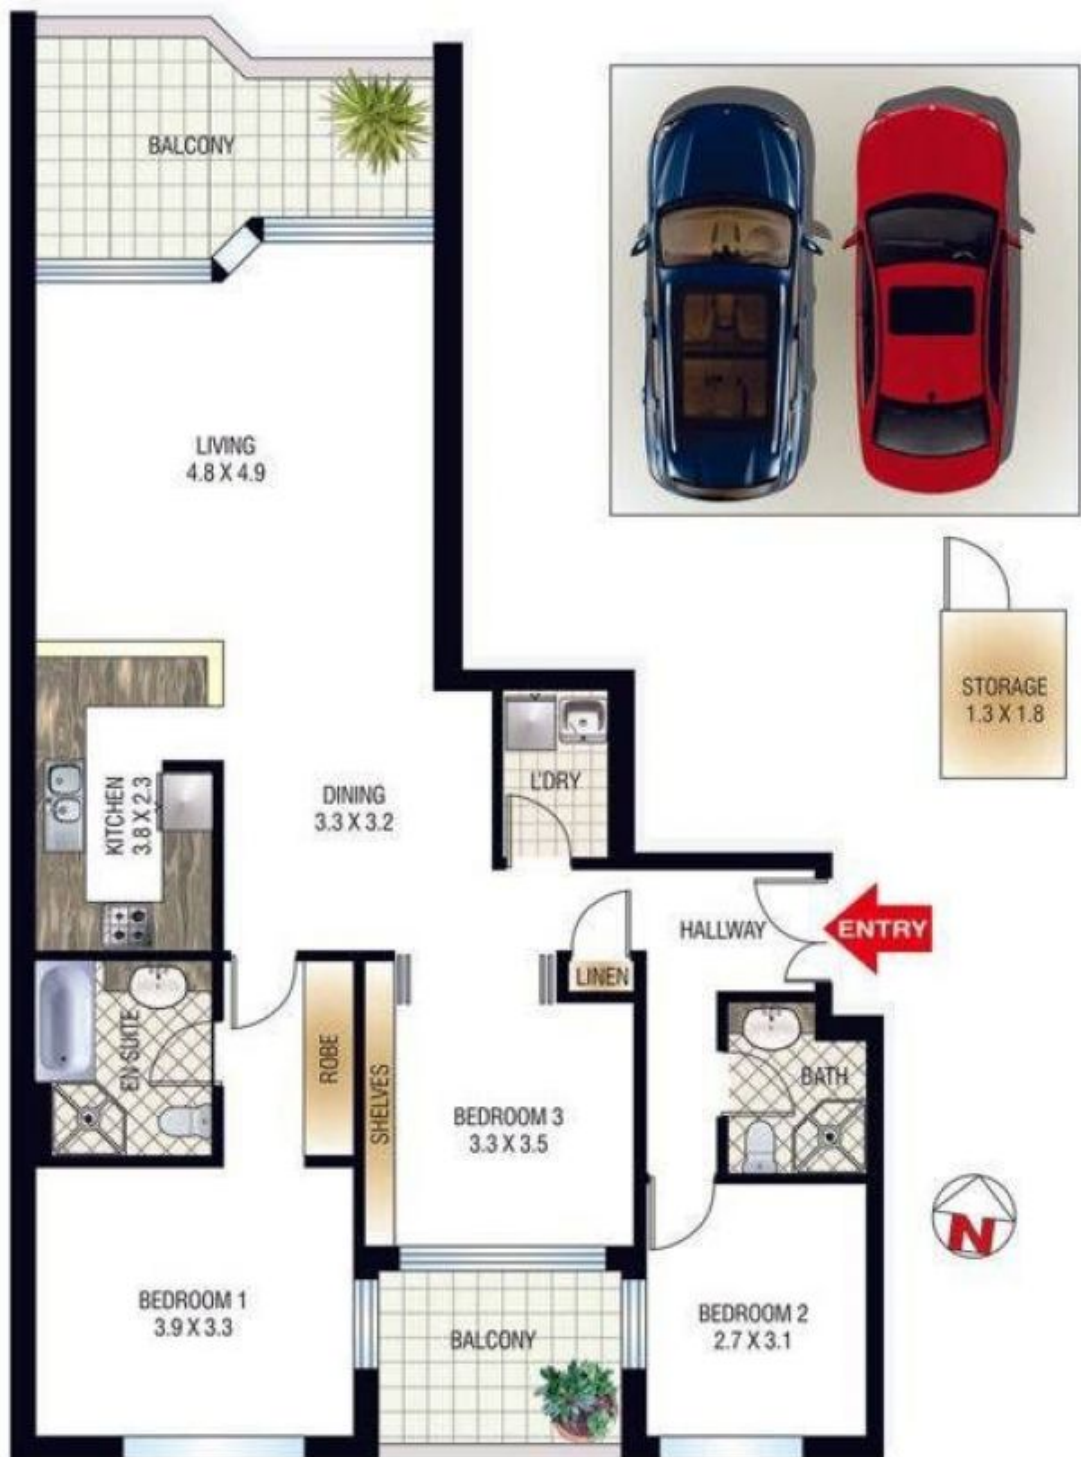 BALCONY
LIVING
4.8 X 4.9
STORAGE
1.3 X 1.8
L'DRY
KITCHEN
3.8 X 2.3
DINING
3.3 X 3.2
HALLWAY
ENTRY
LINEN
EN SUITE
ROBE
SHELVES
BATH
BEDROOM 3
3.3 X 3.5
N
BEDROOM 1
3.9 X 3.3
BALCONY
BEDROOM 2
2.7 X 3.1